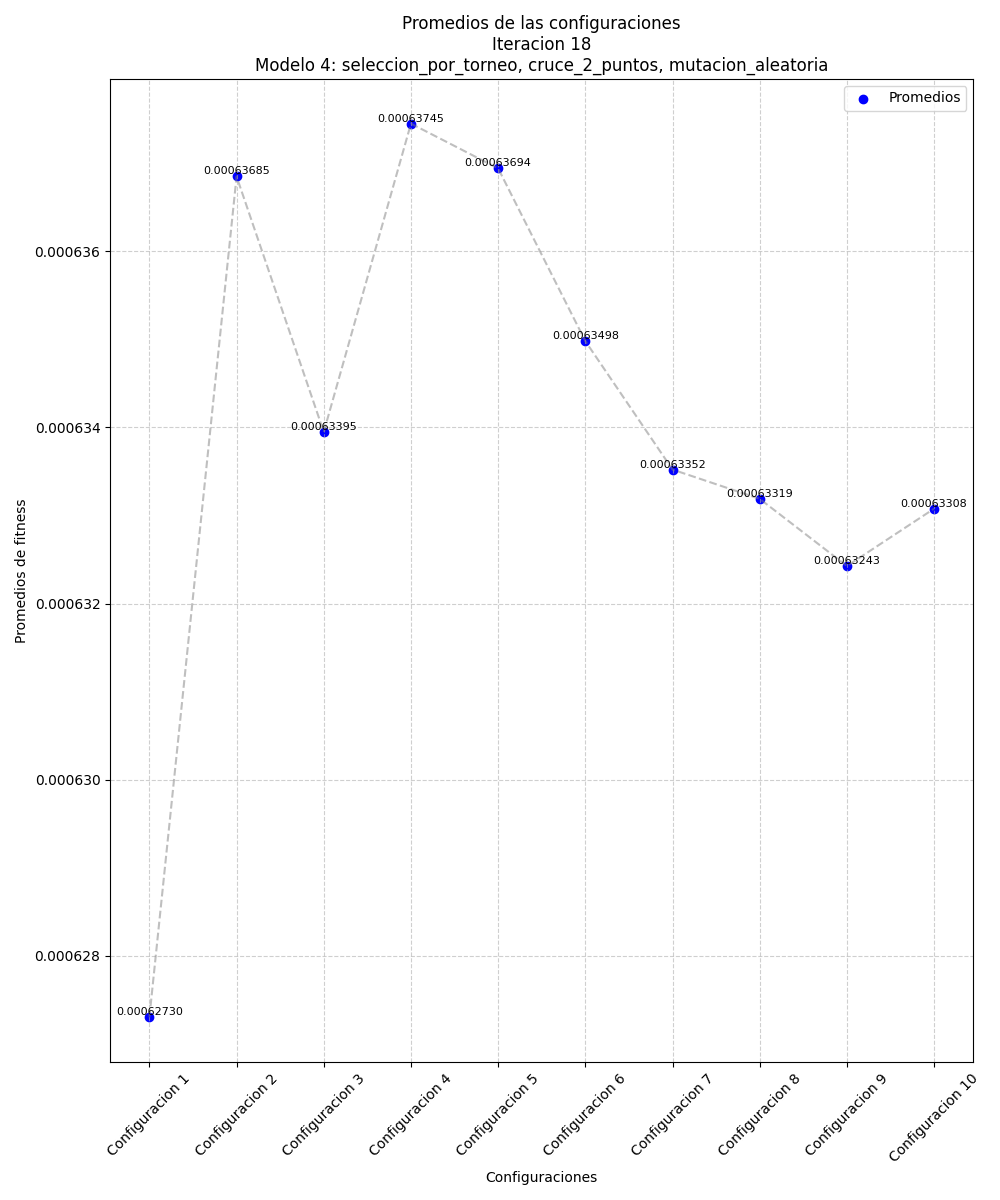 Promedios de las configuraciones
Iteracion 18
Modelo 4: seleccion_por_torneo, cruce_2_puntos, mutacion_aleatoria
Promedios
0.00063745
0.00063694
0.00063685
0.000636
0.00063498
0.000634
0.00063395
0.00063352
0.00063319
0.00063308
0.00063243
0.000632
Promedios de fitness
0.000630
0.000628
0.00062730
Configuracion 1
Configuracion 2
Configuracion 3
Configuracion 4
Configuracion 5
Configuracion 6
Configuracion 7
Configuracion 8
Configuracion 9
Configuracion 10
Configuraciones